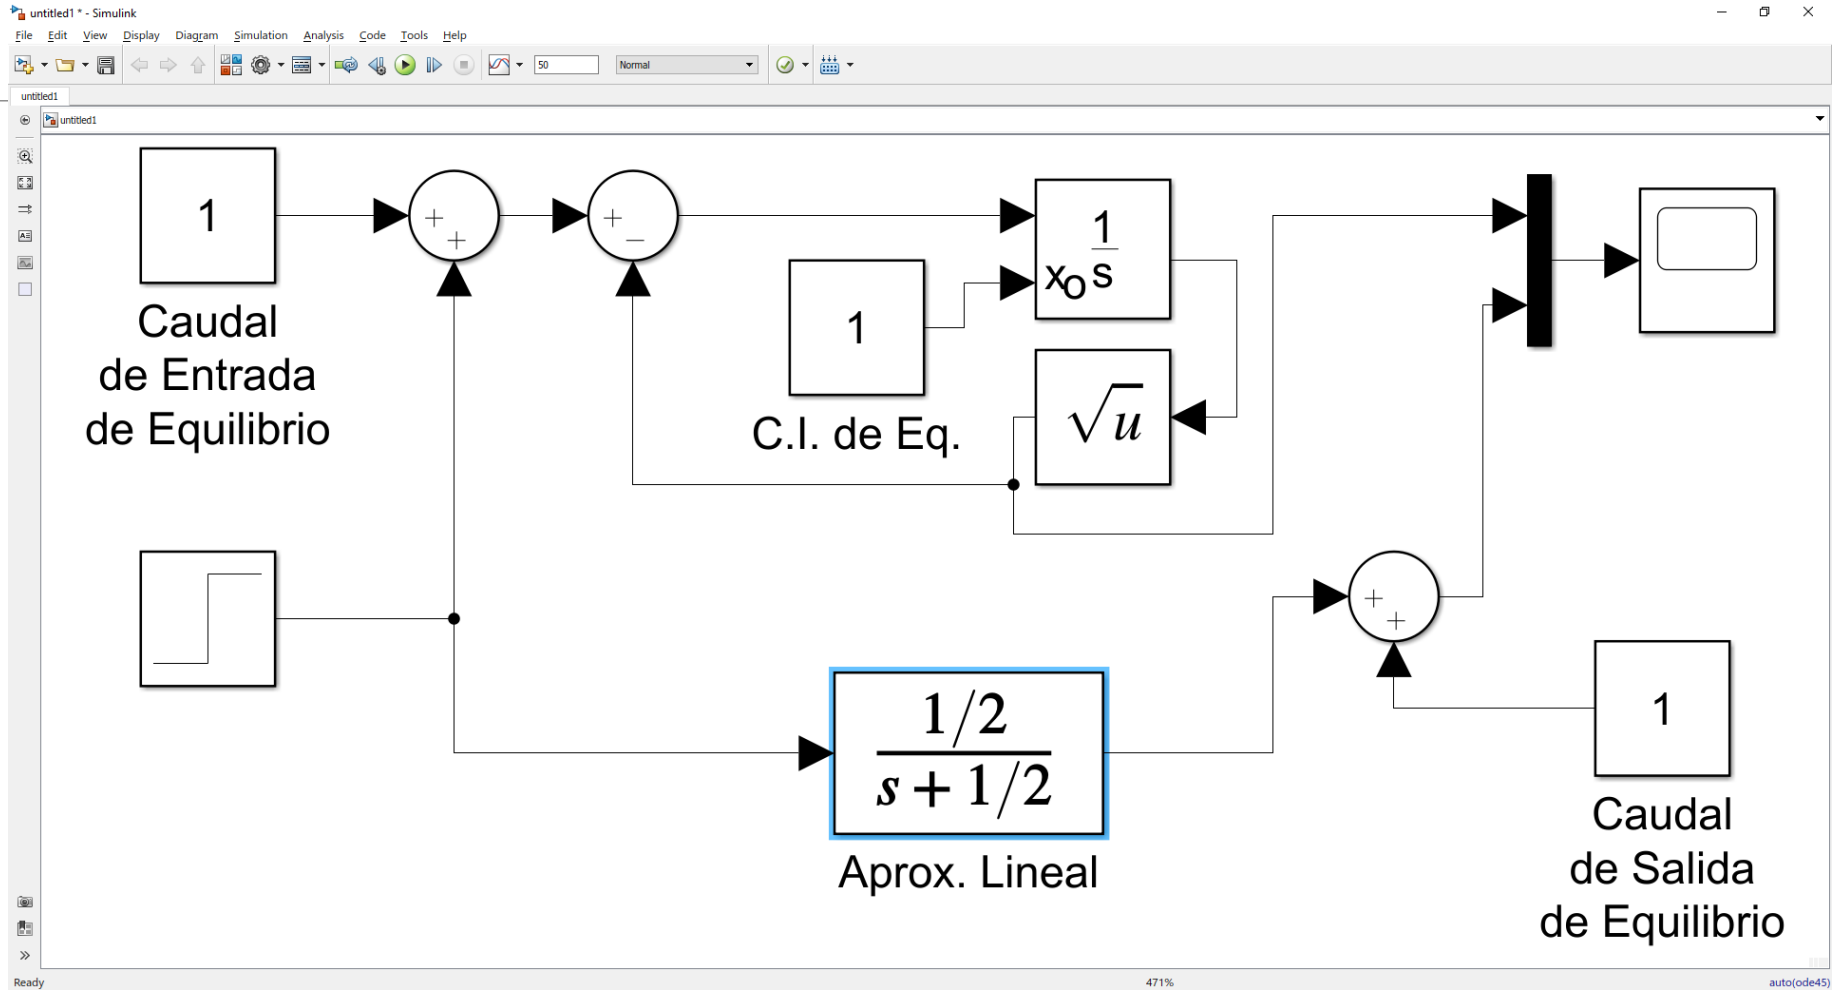 untitled1 * - Simulink
File Edit View Display Diagram Simulation Analysis Code Tools Help
50
Normal
untitled1
untitled1
1
Caudal
de Entrada
de Equilibrio
+
+
+
−
1
s
xo
1
C.I. de Eq.
√u
+
+
1/2
s + 1/2
Aprox. Lineal
1
Caudal
de Salida
de Equilibrio
Ready
471%
auto(ode45)